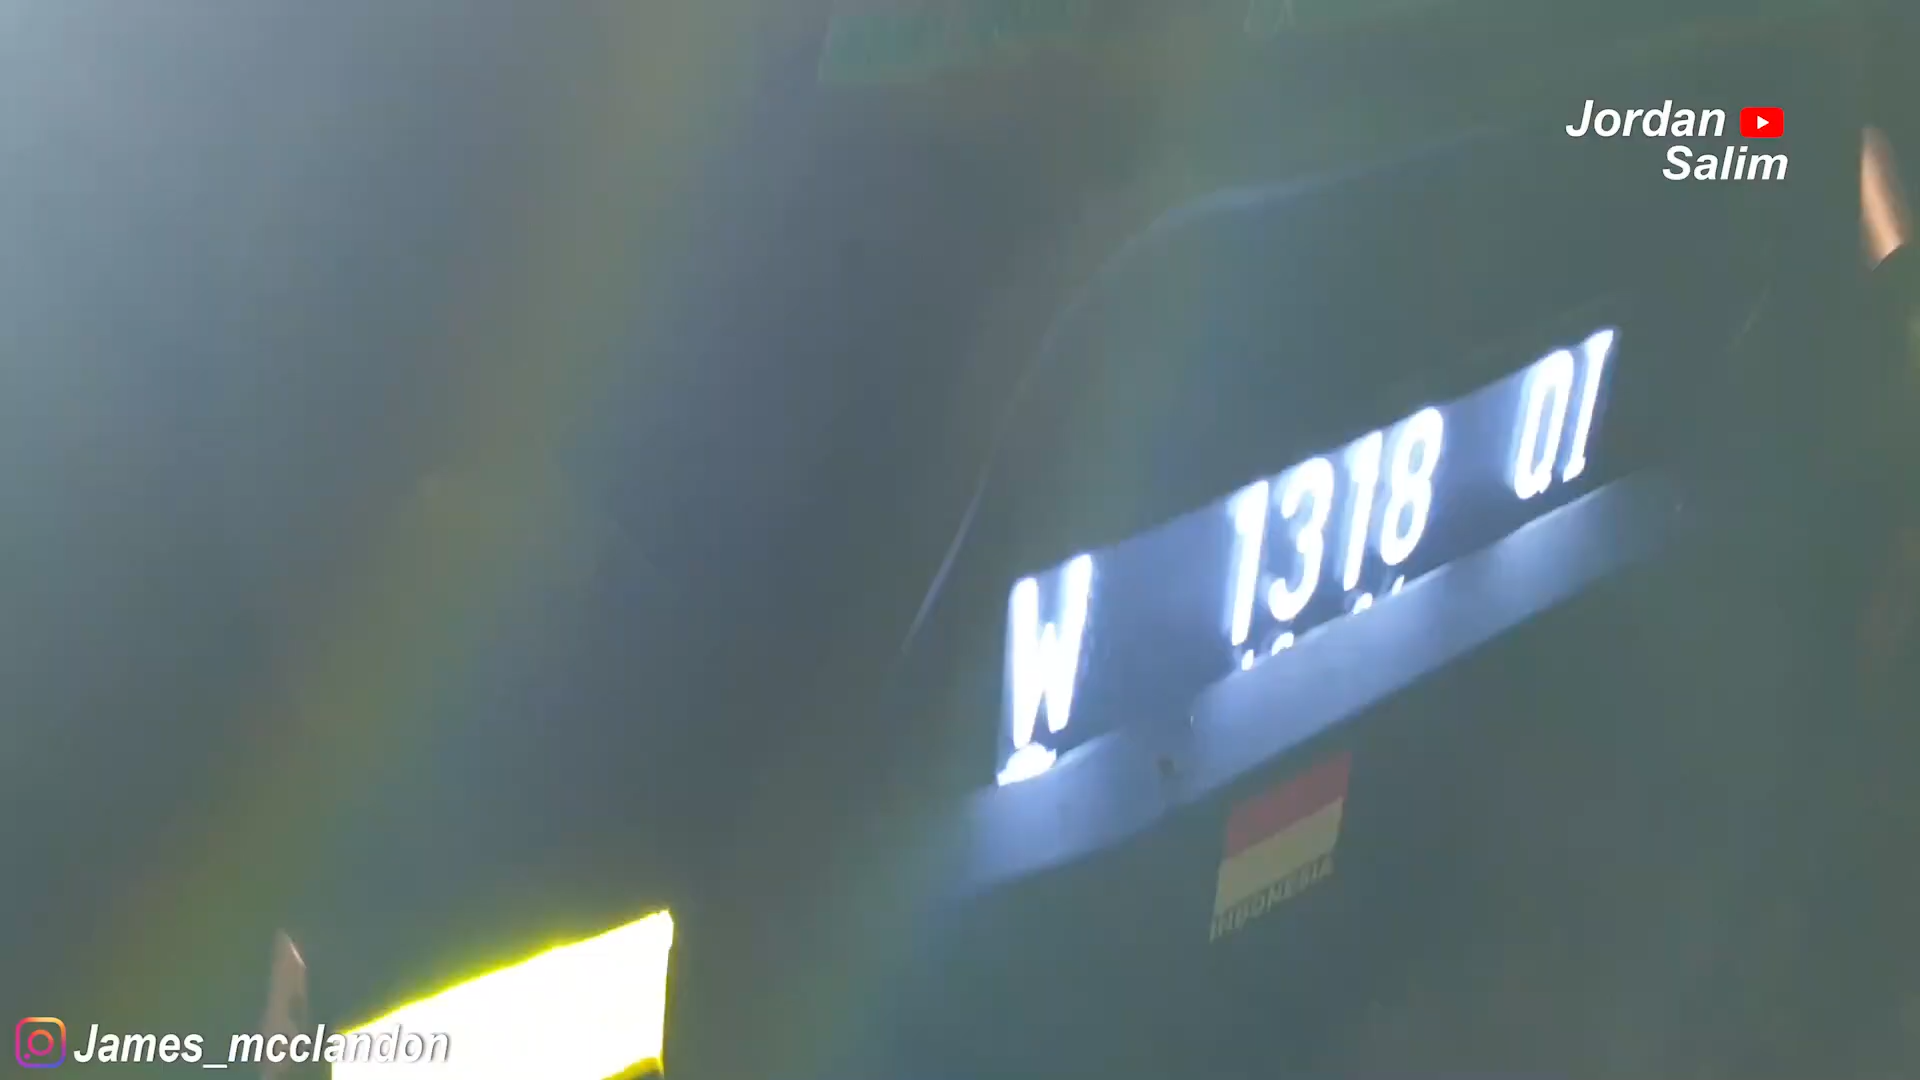 Jordan
Salim
W 1318 QI
INDONESIA
James_mcclandon